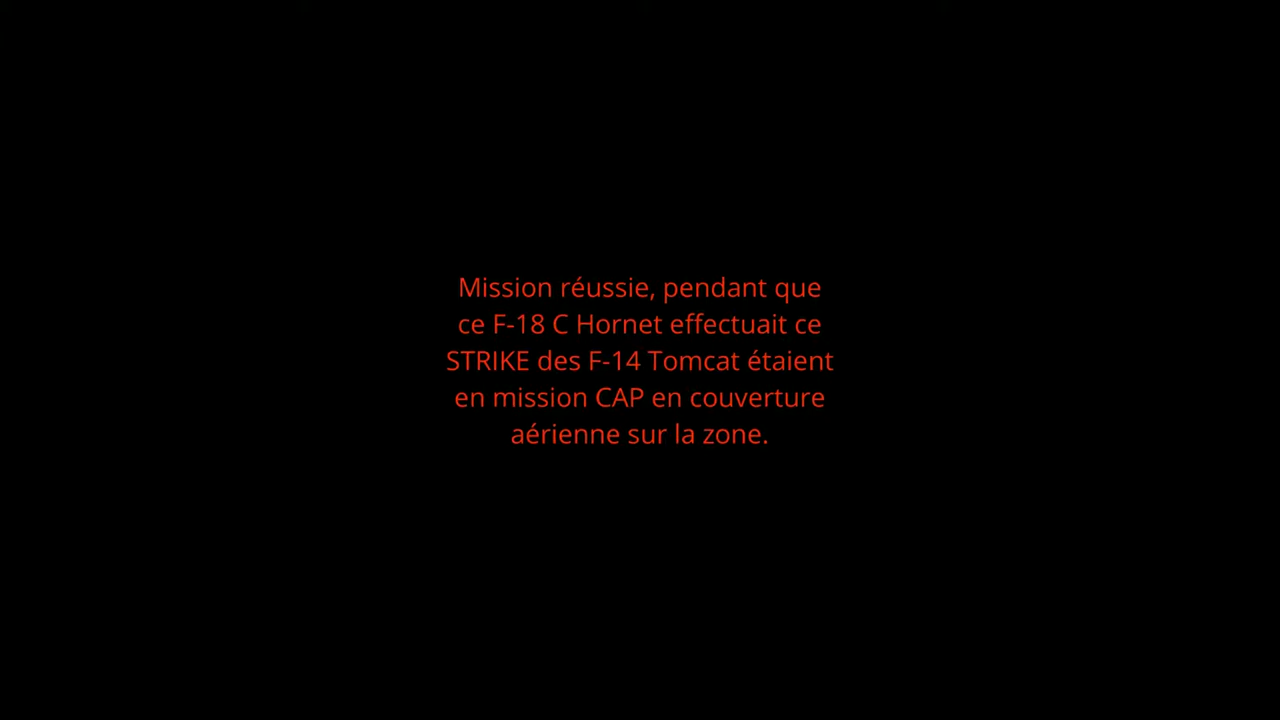 Mission réussie, pendant que
ce F-18 C Hornet effectuait ce
STRIKE des F-14 Tomcat étaient
en mission CAP en couverture
aérienne sur la zone.